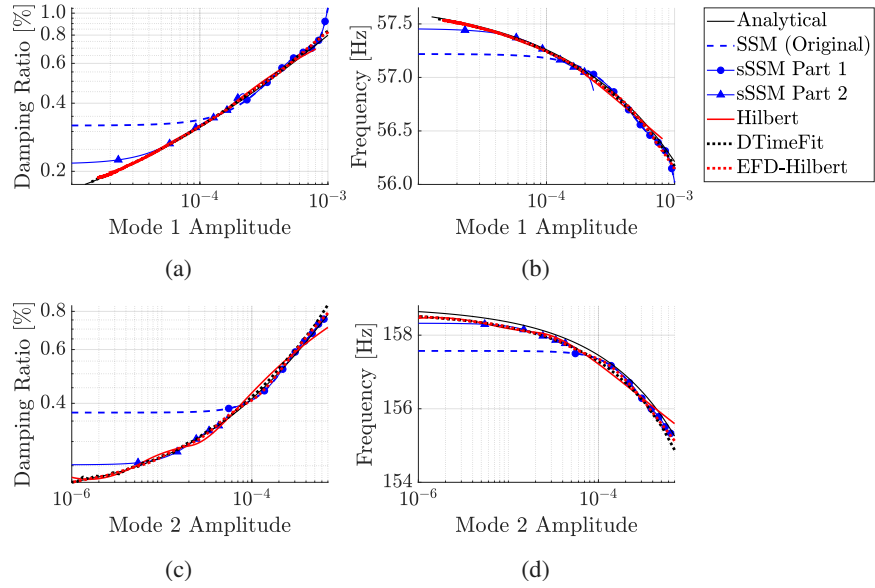 1.0
0.8
0.4
0.2
Damping Ratio [%]
10⁻⁴
10⁻³
Mode 1 Amplitude
(a)
57.5
57.0
56.5
56.0
Frequency [Hz]
10⁻⁴
10⁻³
Mode 1 Amplitude
(b)
Analytical
SSM (Original)
sSSM Part 1
sSSM Part 2
Hilbert
DTimeFit
EFD-Hilbert
0.8
0.6
0.4
Damping Ratio [%]
10⁻⁶
10⁻⁴
Mode 2 Amplitude
(c)
158
156
154
Frequency [Hz]
10⁻⁶
10⁻⁴
Mode 2 Amplitude
(d)